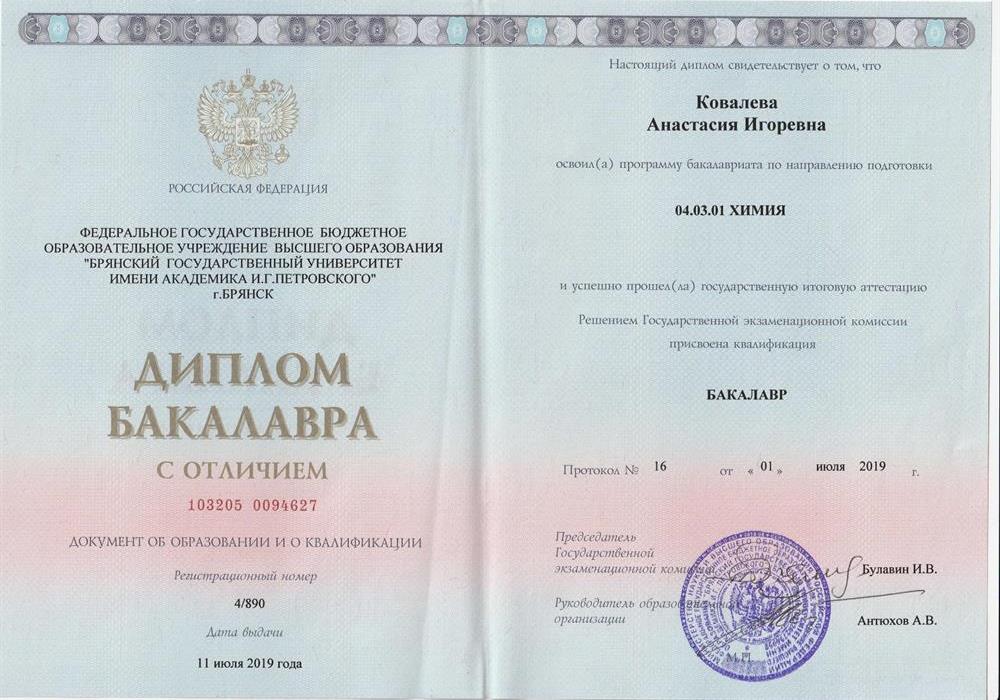 РОССИЙСКАЯ ФЕДЕРАЦИЯ
ФЕДЕРАЛЬНОЕ ГОСУДАРСТВЕННОЕ БЮДЖЕТНОЕ
ОБРАЗОВАТЕЛЬНОЕ УЧРЕЖДЕНИЕ ВЫСШЕГО ОБРАЗОВАНИЯ
"БРЯНСКИЙ ГОСУДАРСТВЕННЫЙ УНИВЕРСИТЕТ
ИМЕНИ АКАДЕМИКА И.Г.ПЕТРОВСКОГО"
г.БРЯНСК
ДИПЛОМ
БАКАЛАВРА
С ОТЛИЧИЕМ
103205 0094627
ДОКУМЕНТ ОБ ОБРАЗОВАНИИ И О КВАЛИФИКАЦИИ
Регистрационный номер
4/890
Дата выдачи
11 июля 2019 года
Настоящий диплом свидетельствует о том, что
Ковалева
Анастасия Игоревна
освоил(а) программу бакалавриата по направлению подготовки
04.03.01 ХИМИЯ
и успешно прошел(ла) государственную итоговую аттестацию
Решением Государственной экзаменационной комиссии
присвоена квалификация
БАКАЛАВР
Протокол № 16 от « 01 » июля 2019 г.
Председатель
Государственной
экзаменационной комиссии Булавин И.В.
Руководитель образовательной
организации Антюхов А.В.
М.П.